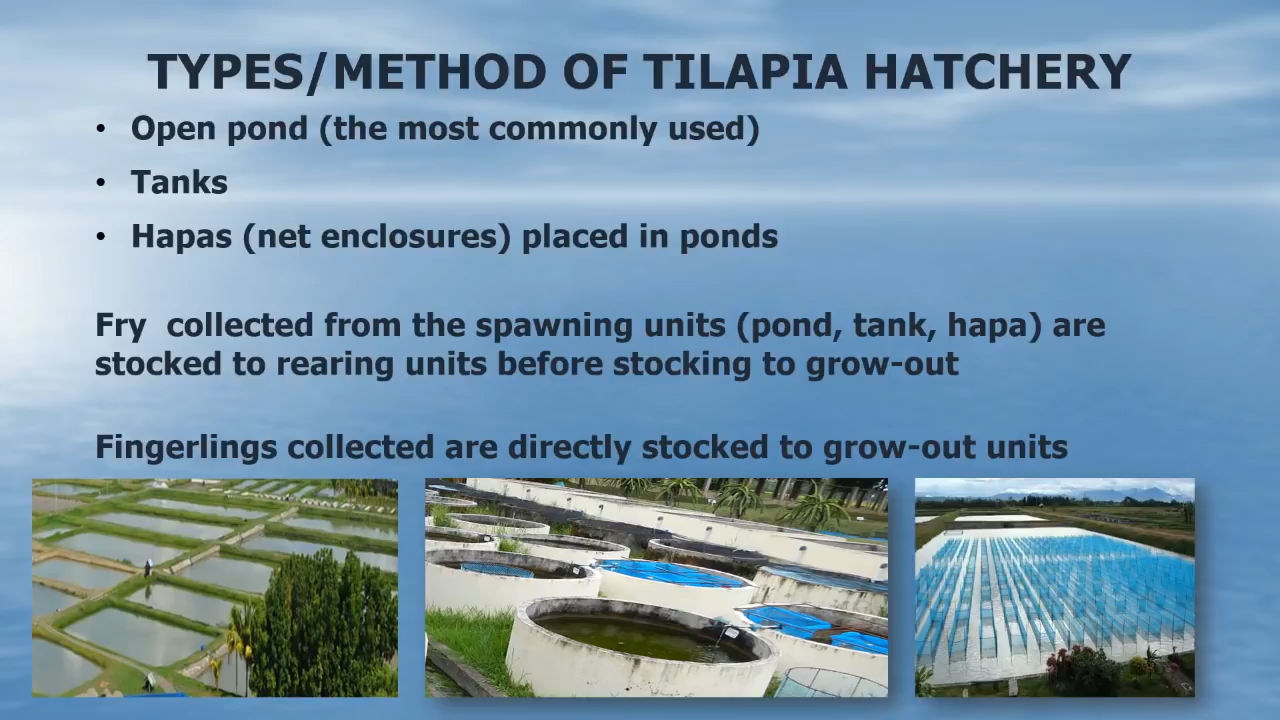 TYPES/METHOD OF TILAPIA HATCHERY
• Open pond (the most commonly used)
• Tanks
• Hapas (net enclosures) placed in ponds
Fry  collected from the spawning units (pond, tank, hapa) are
stocked to rearing units before stocking to grow-out
Fingerlings collected are directly stocked to grow-out units